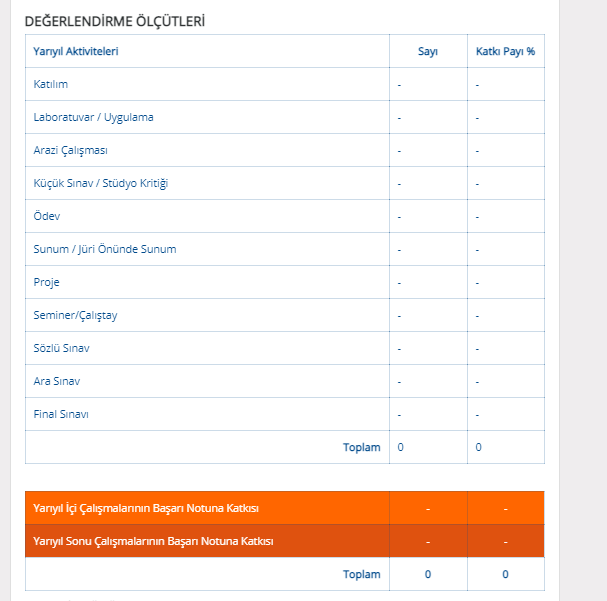 DEĞERLENDİRME ÖLÇÜTLERİ
Yarıyıl Aktiviteleri Sayı Katkı Payı %
Katılım - -
Laboratuvar / Uygulama - -
Arazi Çalışması - -
Küçük Sınav / Stüdyo Kritiği - -
Ödev - -
Sunum / Jüri Önünde Sunum - -
Proje - -
Seminer/Çalıştay - -
Sözlü Sınav - -
Ara Sınav - -
Final Sınavı - -
Toplam 0 0
Yarıyıl İçi Çalışmalarının Başarı Notuna Katkısı - -
Yarıyıl Sonu Çalışmalarının Başarı Notuna Katkısı - -
Toplam 0 0